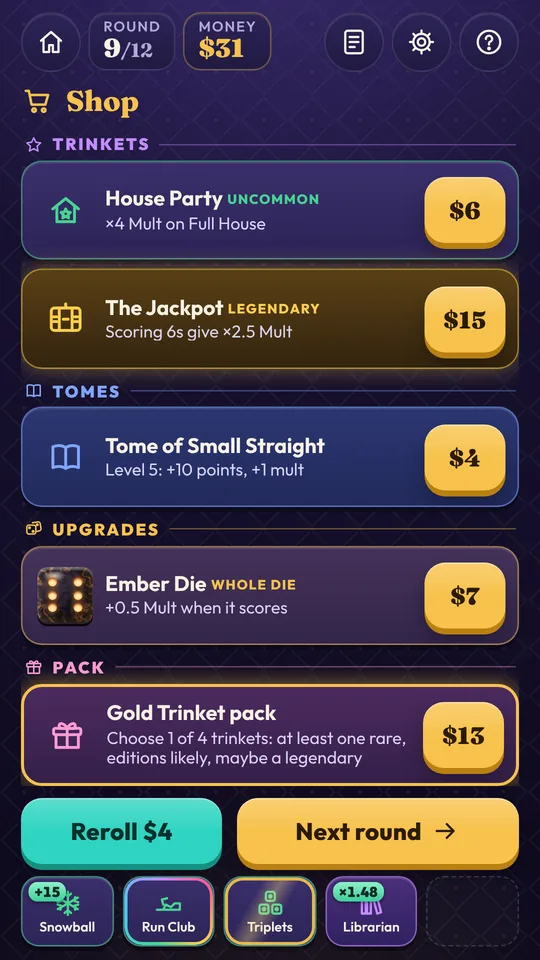 ROUND
9/12
MONEY
$31
Shop
TRINKETS
House Party UNCOMMON
×4 Mult on Full House
$6
The Jackpot LEGENDARY
Scoring 6s give ×2.5 Mult
$15
TOMES
Tome of Small Straight
Level 5: +10 points, +1 mult
$4
UPGRADES
Ember Die WHOLE DIE
+0.5 Mult when it scores
$7
PACK
Gold Trinket pack
Choose 1 of 4 trinkets: at least one rare,
editions likely, maybe a legendary
$13
Reroll $4
Next round →
+15
Snowball
Run Club
Triplets
×1.48
Librarian